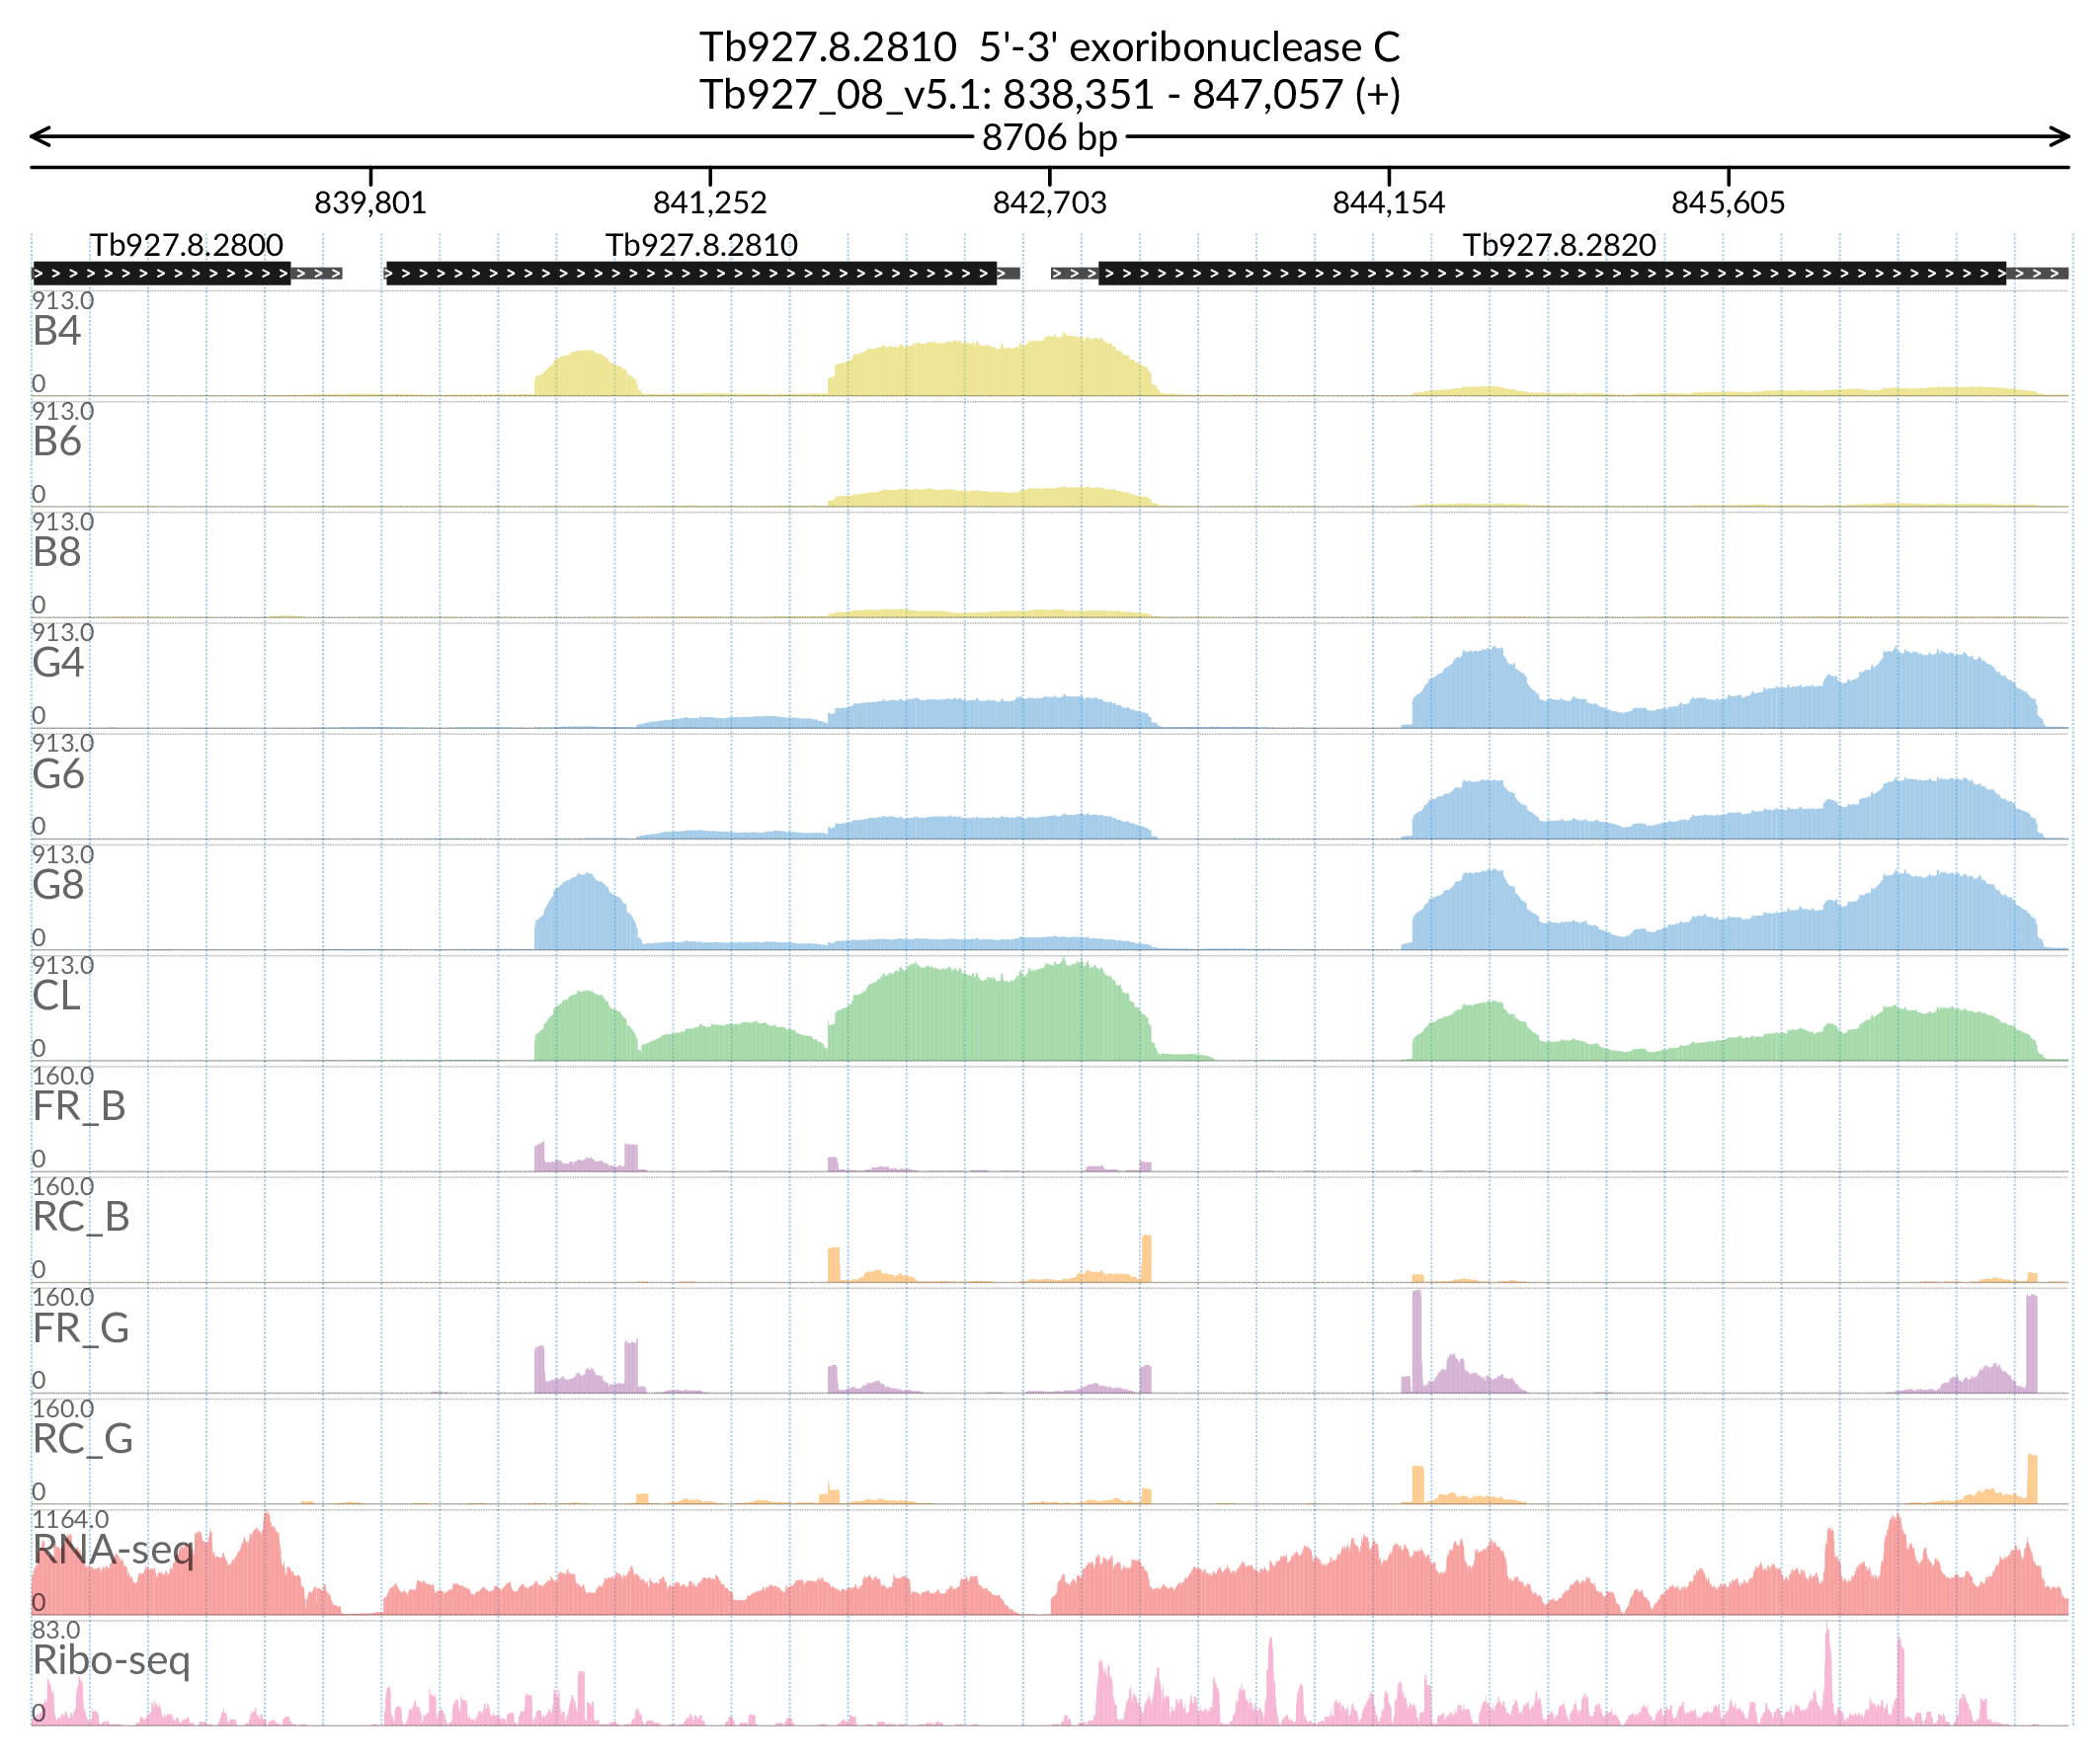 Tb927.8.2810  5'-3' exoribonuclease C
Tb927_08_v5.1: 838,351 - 847,057 (+)
8706 bp
839,801 841,252 842,703 844,154 845,605
Tb927.8.2800 Tb927.8.2810 Tb927.8.2820
913.0
B4
0
913.0
B6
0
913.0
B8
0
913.0
G4
0
913.0
G6
0
913.0
G8
0
913.0
CL
0
160.0
FR_B
0
160.0
RC_B
0
160.0
FR_G
0
160.0
RC_G
0
1164.0
RNA-seq
0
83.0
Ribo-seq
0